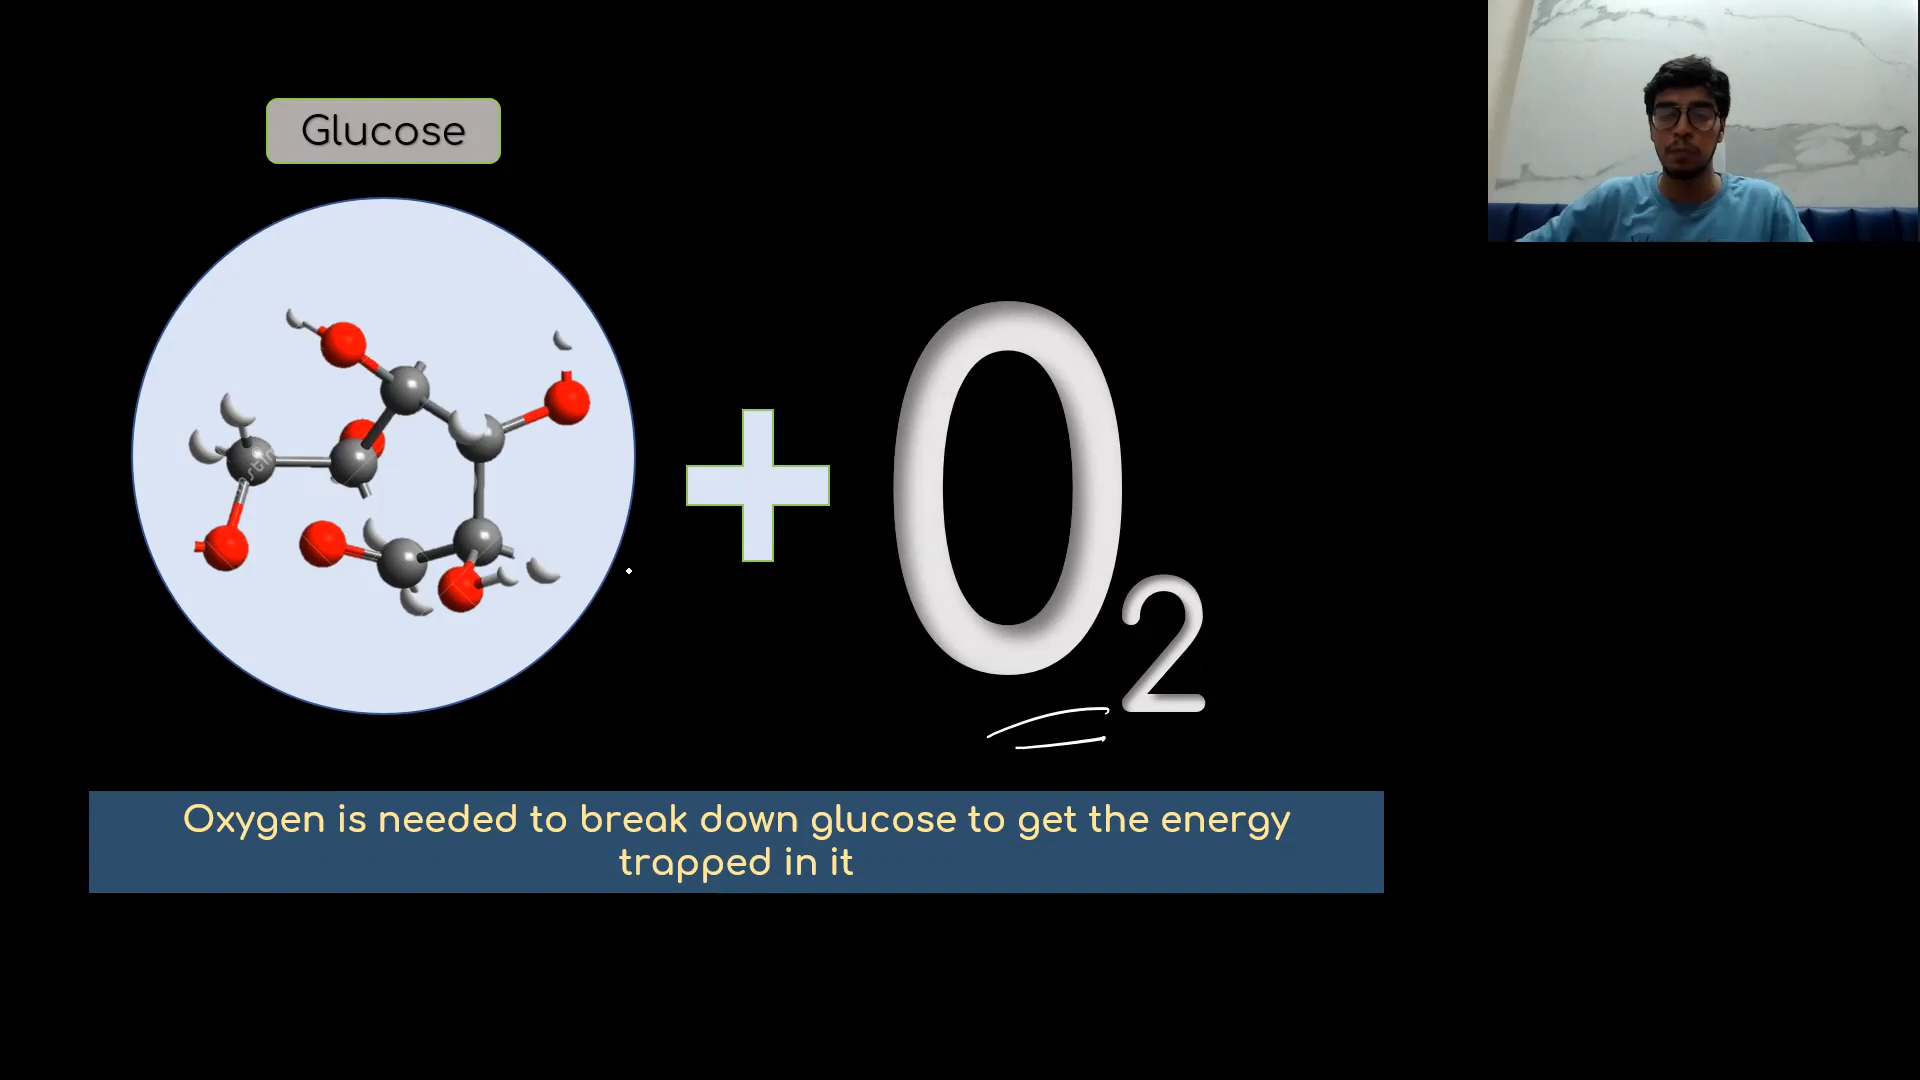 Glucose
O2
Oxygen is needed to break down glucose to get the energy
trapped in it